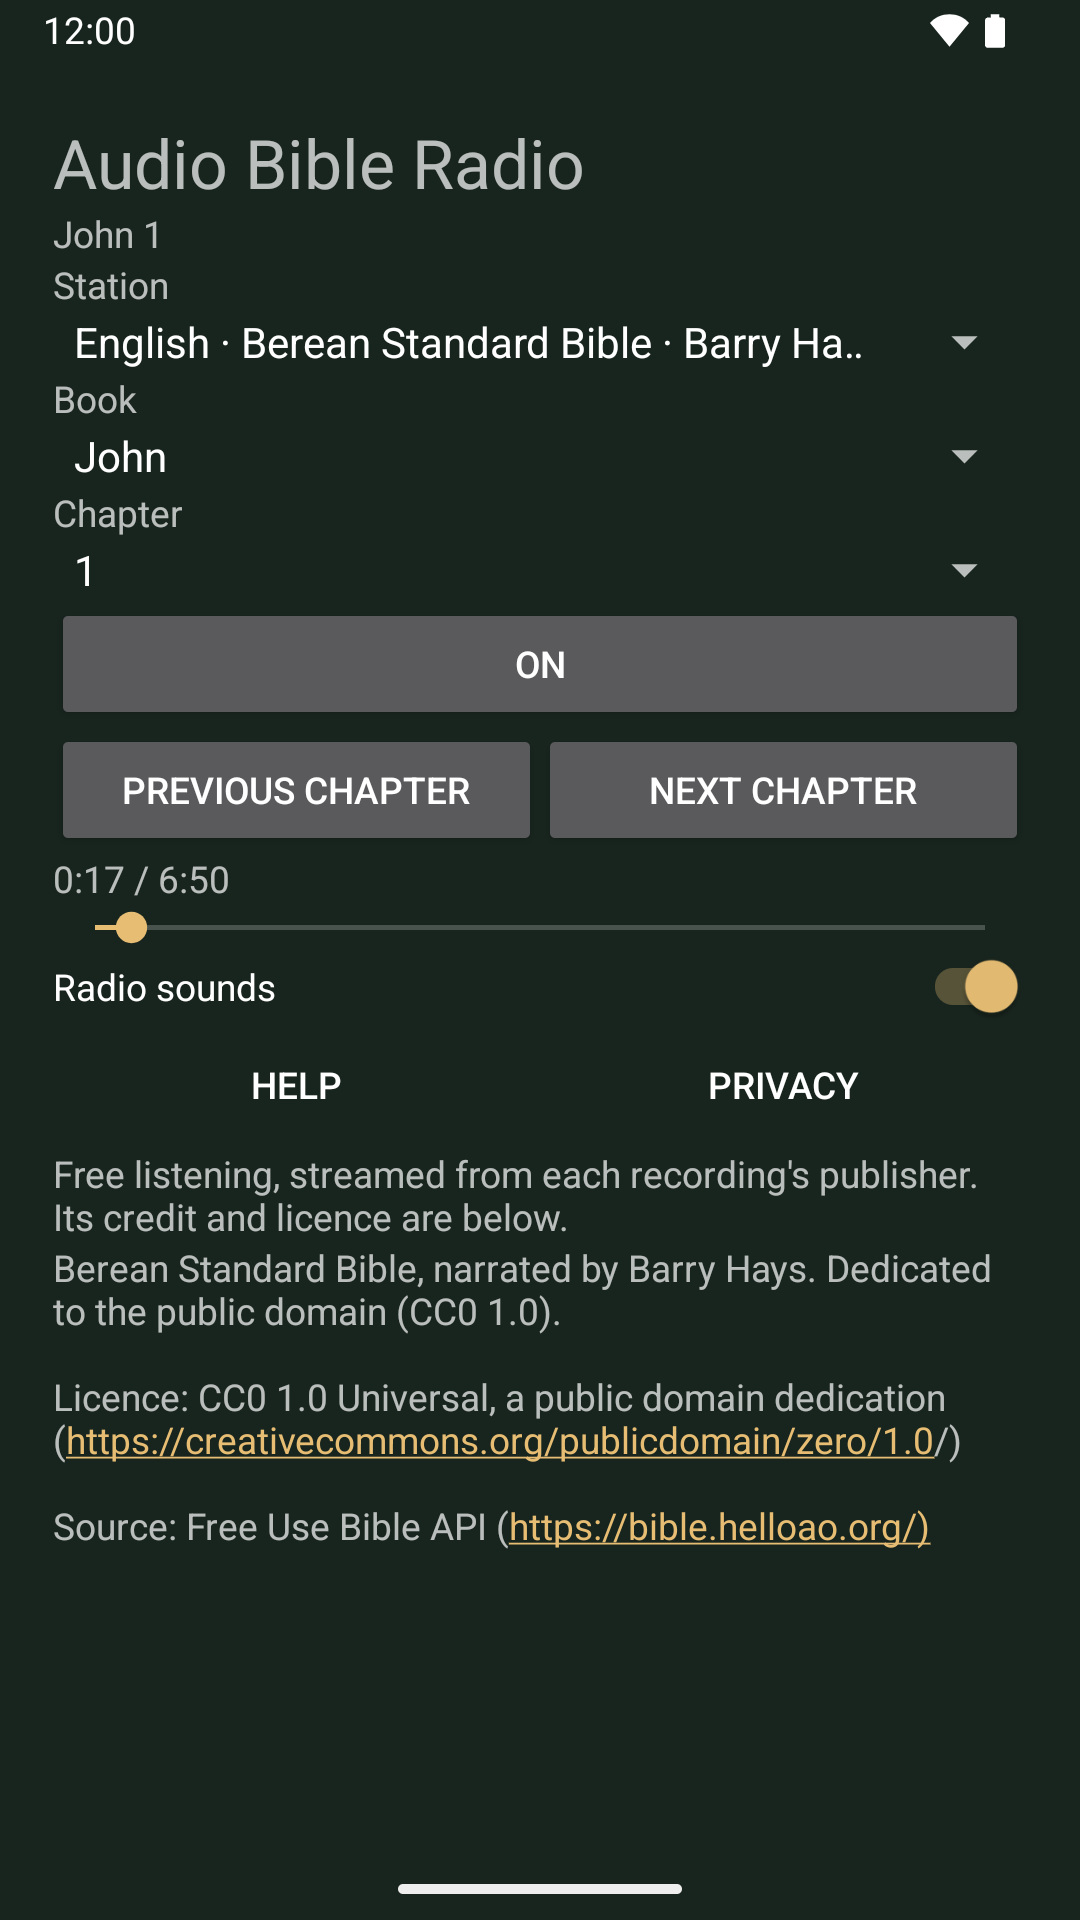 12:00
Audio Bible Radio
John 1
Station
English · Berean Standard Bible · Barry Ha..
Book
John
Chapter
1
ON
PREVIOUS CHAPTER
NEXT CHAPTER
0:17 / 6:50
Radio sounds
HELP
PRIVACY
Free listening, streamed from each recording's publisher.
Its credit and licence are below.
Berean Standard Bible, narrated by Barry Hays. Dedicated
to the public domain (CC0 1.0).
Licence: CC0 1.0 Universal, a public domain dedication
(https://creativecommons.org/publicdomain/zero/1.0/)
Source: Free Use Bible API (https://bible.helloao.org/)